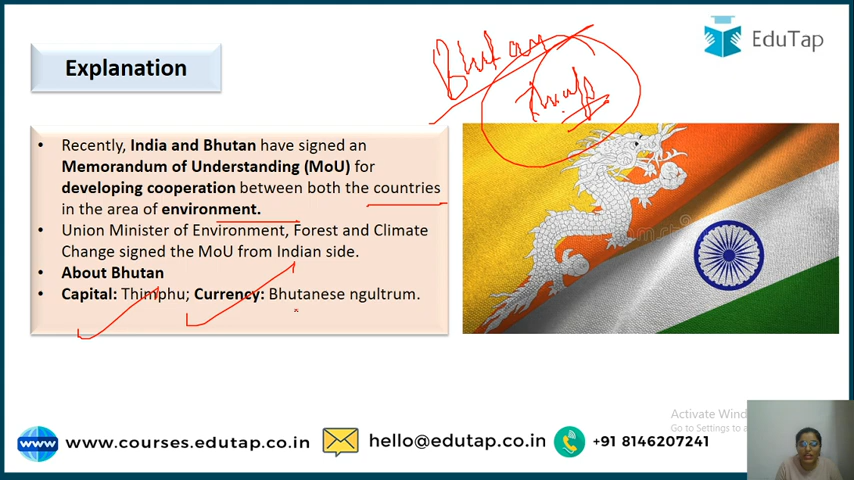 Bhutan
EduTap
Explanation
• Recently, India and Bhutan have signed an
Memorandum of Understanding (MoU) for
developing cooperation between both the countries
in the area of environment.
• Union Minister of Environment, Forest and Climate
Change signed the MoU from Indian side.
• About Bhutan
• Capital: Thimphu; Currency: Bhutanese ngultrum.
Activate Wind
Go to Settings to a
www.courses.edutap.co.in
hello@edutap.co.in
+91 8146207241